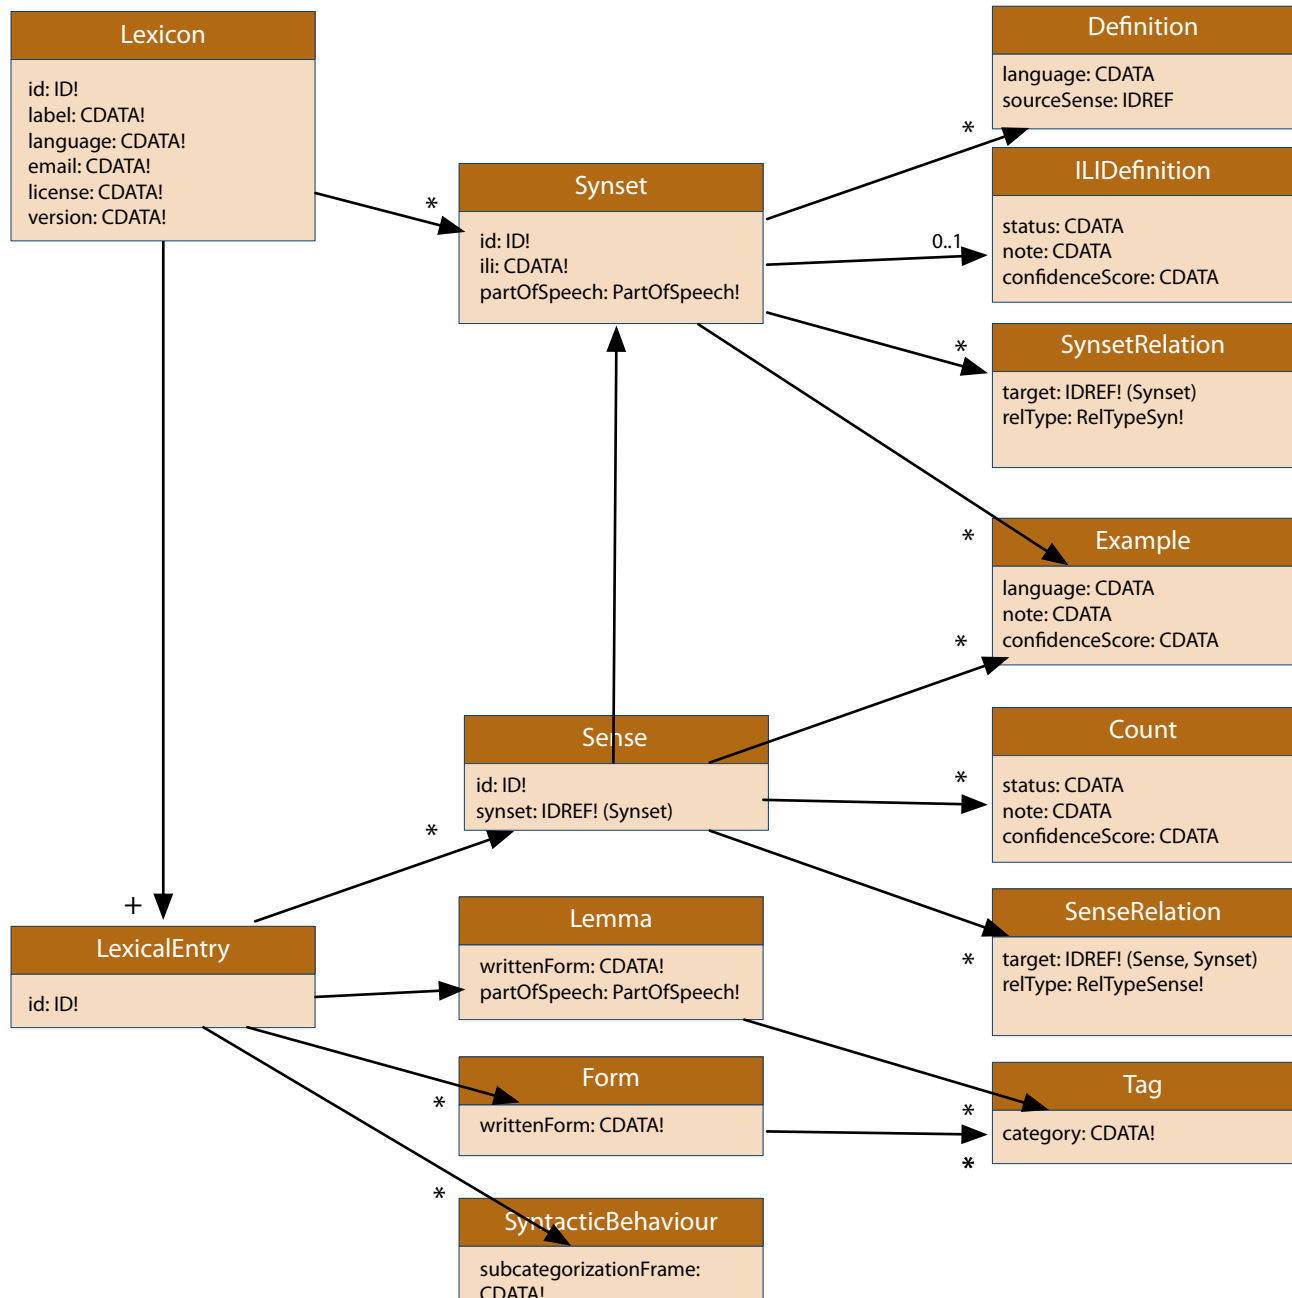 Lexicon
id: ID!
label: CDATA!
language: CDATA!
email: CDATA!
license: CDATA!
version: CDATA!
*
Synset
id: ID!
ili: CDATA!
partOfSpeech: PartOfSpeech!
*
Definition
language: CDATA
sourceSense: IDREF
0..1
ILIDefinition
status: CDATA
note: CDATA
confidenceScore: CDATA
*
SynsetRelation
target: IDREF! (Synset)
relType: RelTypeSyn!
*
Example
language: CDATA
note: CDATA
confidenceScore: CDATA
*
Sense
id: ID!
synset: IDREF! (Synset)
*
Count
status: CDATA
note: CDATA
confidenceScore: CDATA
*
SenseRelation
target: IDREF! (Sense, Synset)
relType: RelTypeSense!
*
+
LexicalEntry
id: ID!
*
Lemma
writtenForm: CDATA!
partOfSpeech: PartOfSpeech!
Form
writtenForm: CDATA!
*
Tag
category: CDATA!
*
*
SyntacticBehaviour
subcategorizationFrame:
CDATA!
*